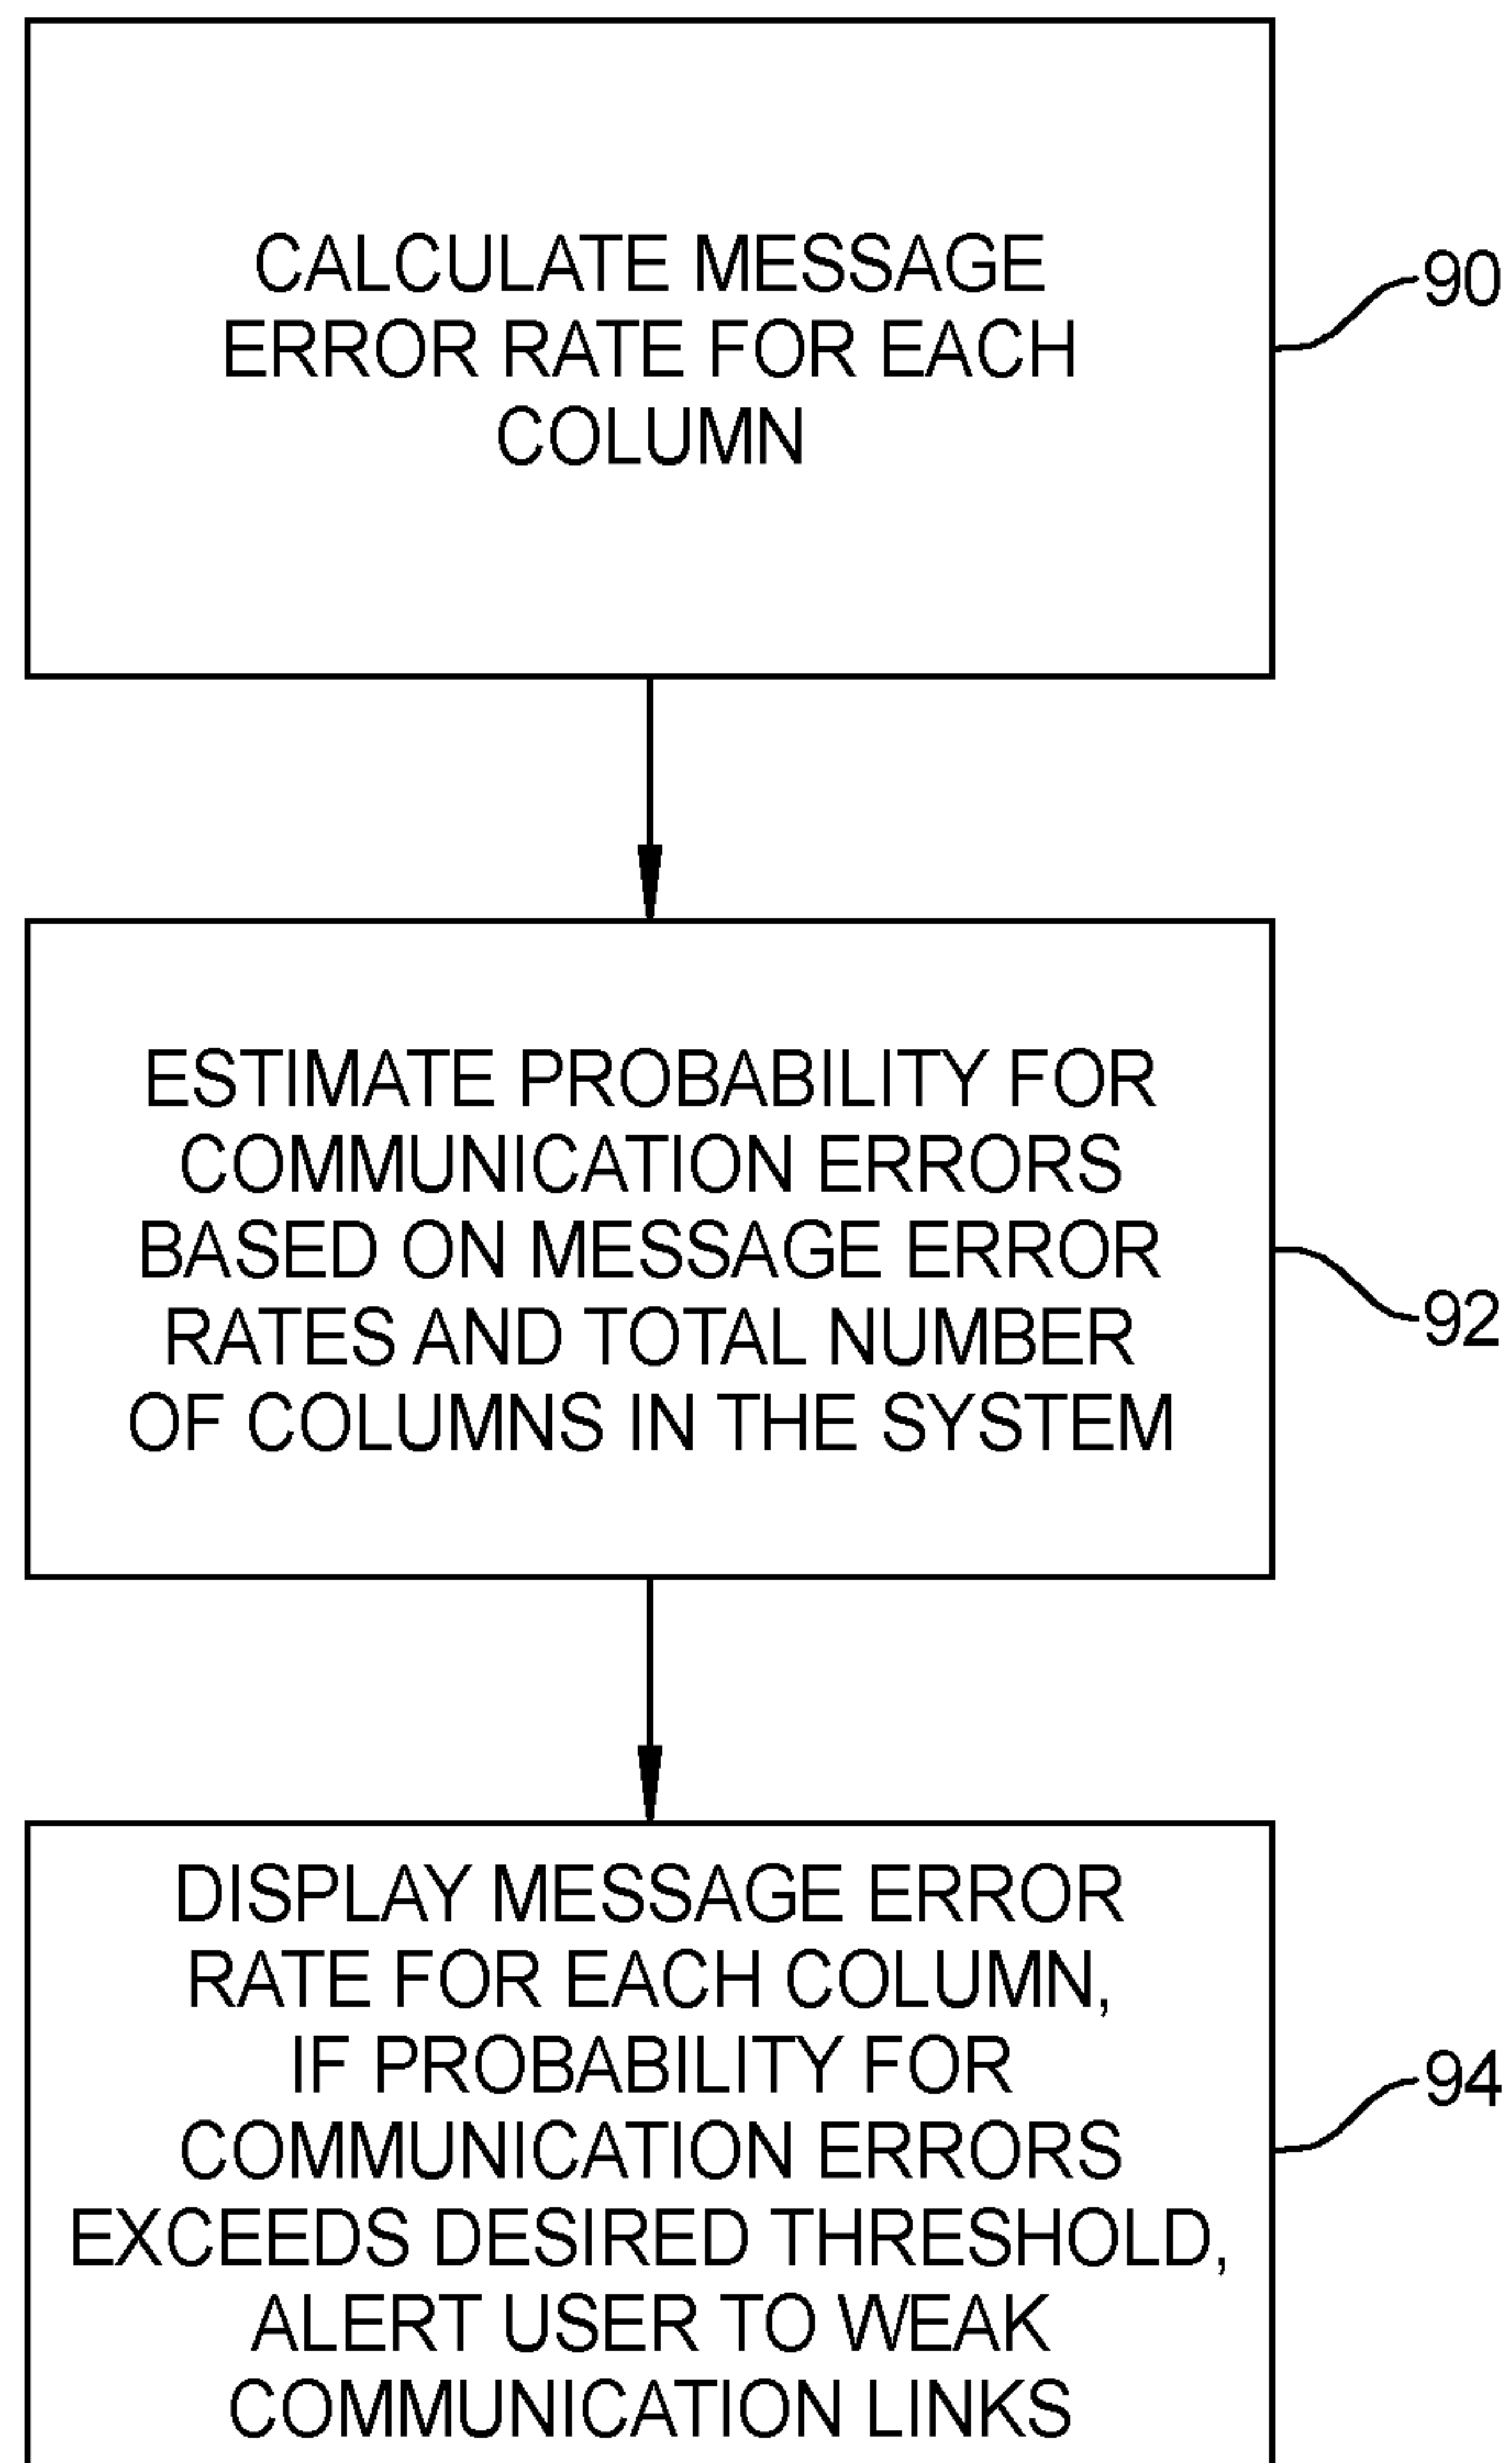 CALCULATE MESSAGE
ERROR RATE FOR EACH
COLUMN
90
ESTIMATE PROBABILITY FOR
COMMUNICATION ERRORS
BASED ON MESSAGE ERROR
RATES AND TOTAL NUMBER
OF COLUMNS IN THE SYSTEM
92
DISPLAY MESSAGE ERROR
RATE FOR EACH COLUMN,
IF PROBABILITY FOR
COMMUNICATION ERRORS
EXCEEDS DESIRED THRESHOLD,
ALERT USER TO WEAK
COMMUNICATION LINKS
94